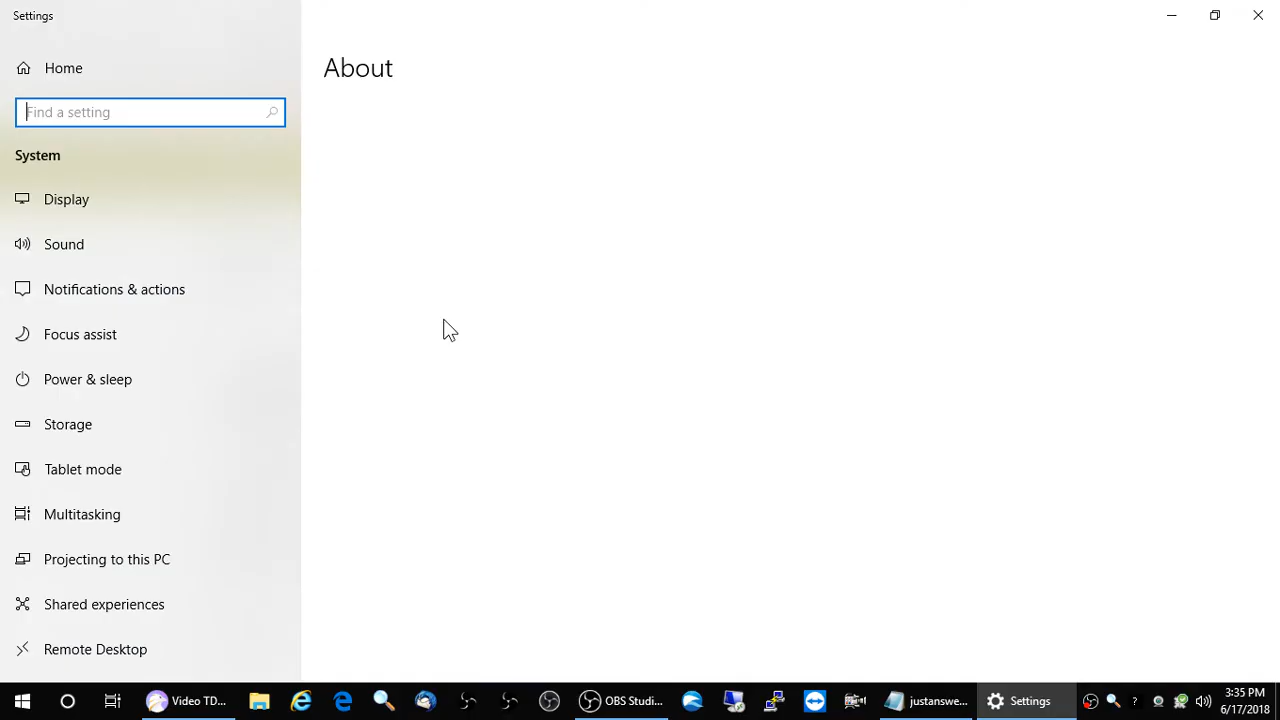 Settings
Home
Find a setting
System
Display
Sound
Notifications & actions
Focus assist
Power & sleep
Storage
Tablet mode
Multitasking
Projecting to this PC
Shared experiences
Remote Desktop
About
Video TD...
OBS Studi...
justanswe...
Settings
3:35 PM
6/17/2018